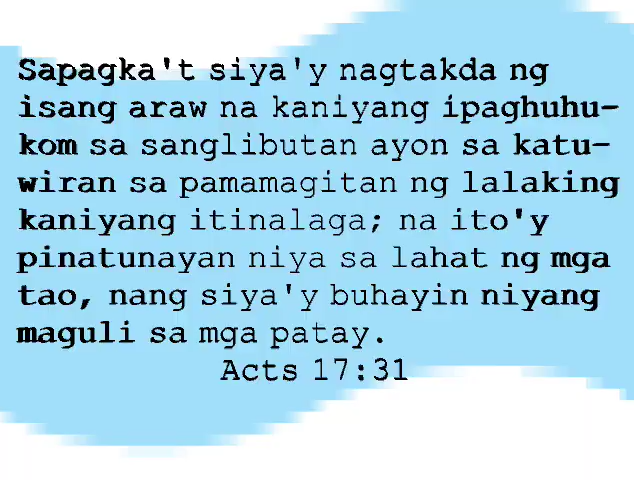 Sapagka't siya'y nagtakda ng
isang araw na kaniyang ipaghuhu-
kom sa sanglibutan ayon sa katu-
wiran sa pamamagitan ng lalaking
kaniyang itinalaga; na ito'y
pinatunayan niya sa lahat ng mga
tao, nang siya'y buhayin niyang
maguli sa mga patay.
Acts 17:31